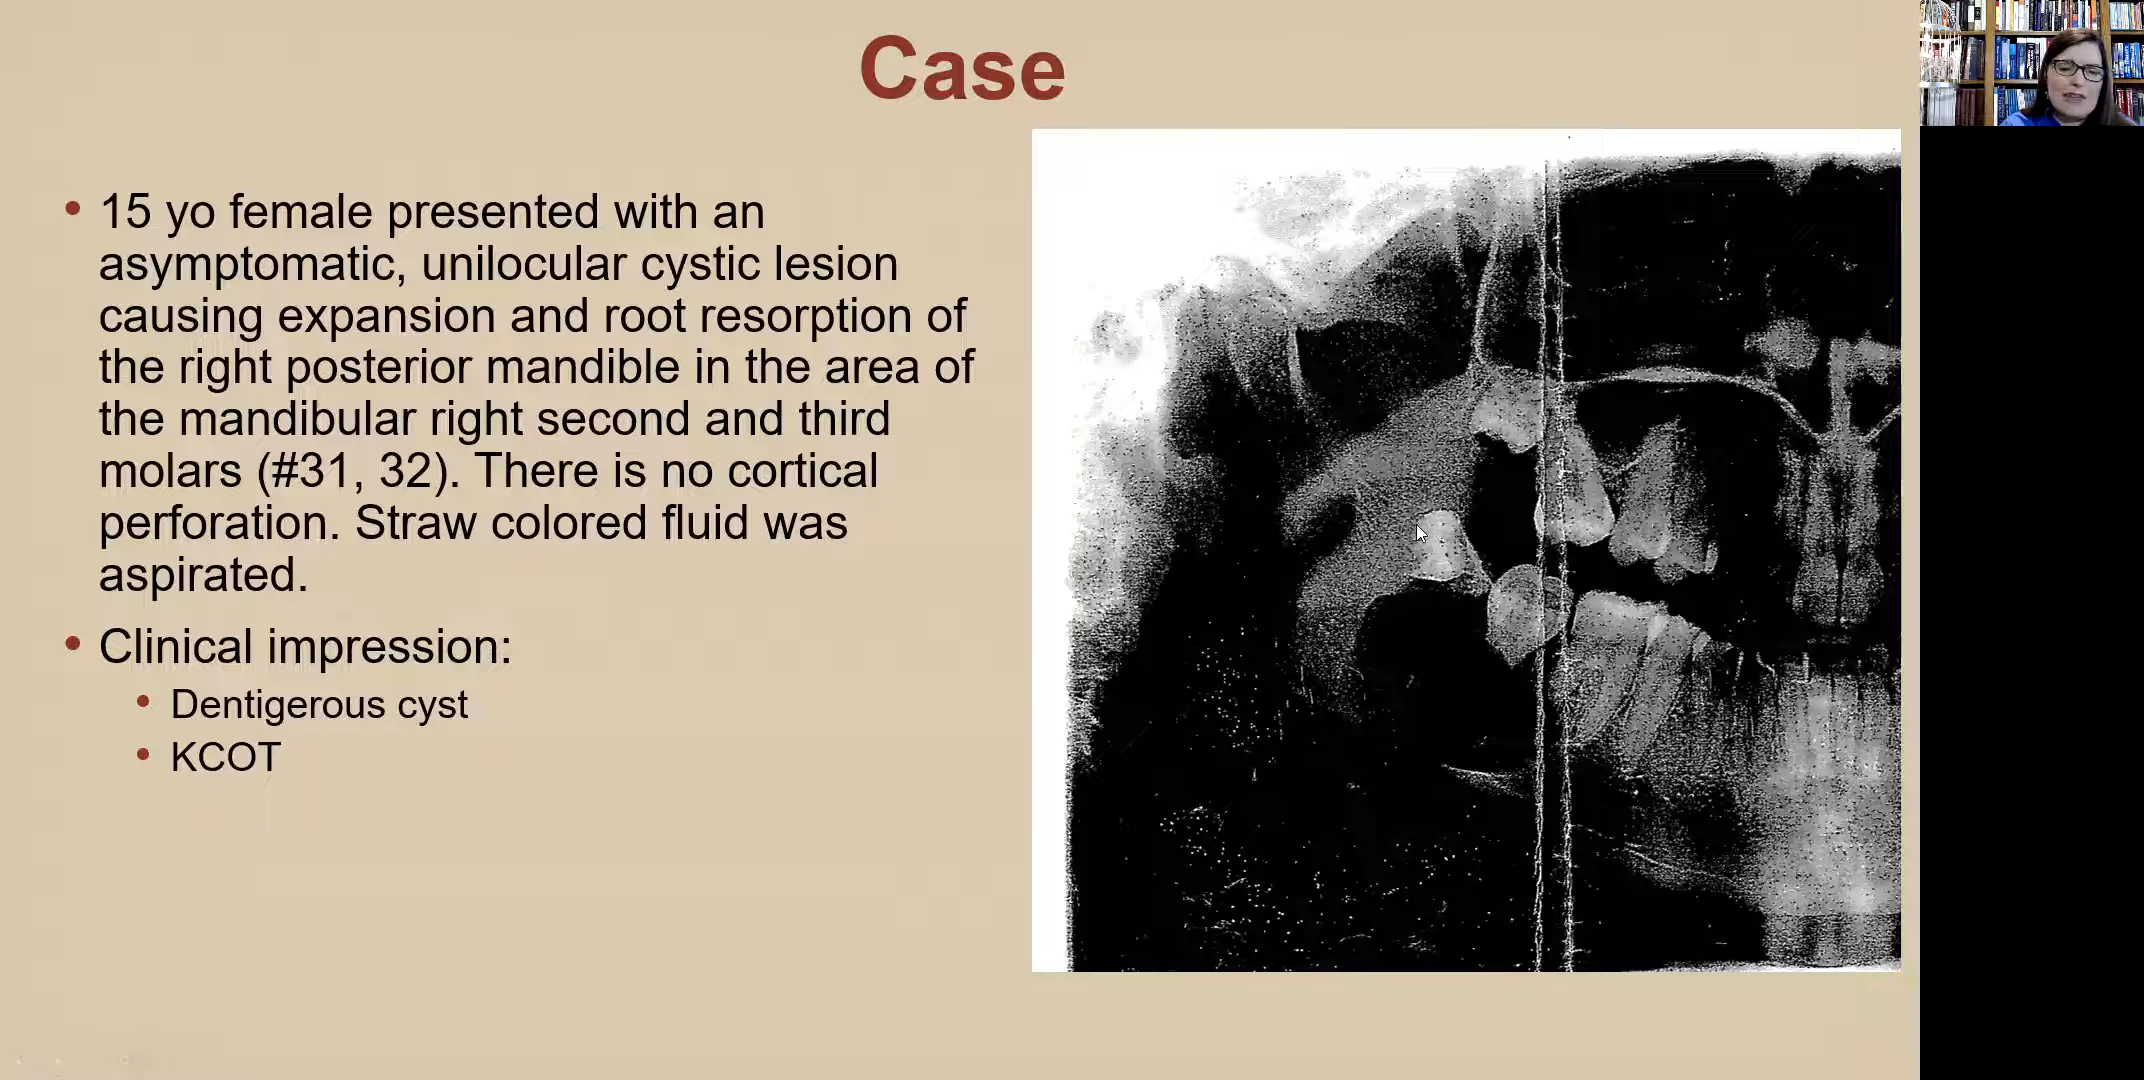 Case
15 yo female presented with an
asymptomatic, unilocular cystic lesion
causing expansion and root resorption of
the right posterior mandible in the area of
the mandibular right second and third
molars (#31, 32). There is no cortical
perforation. Straw colored fluid was
aspirated.
Clinical impression:
Dentigerous cyst
KCOT